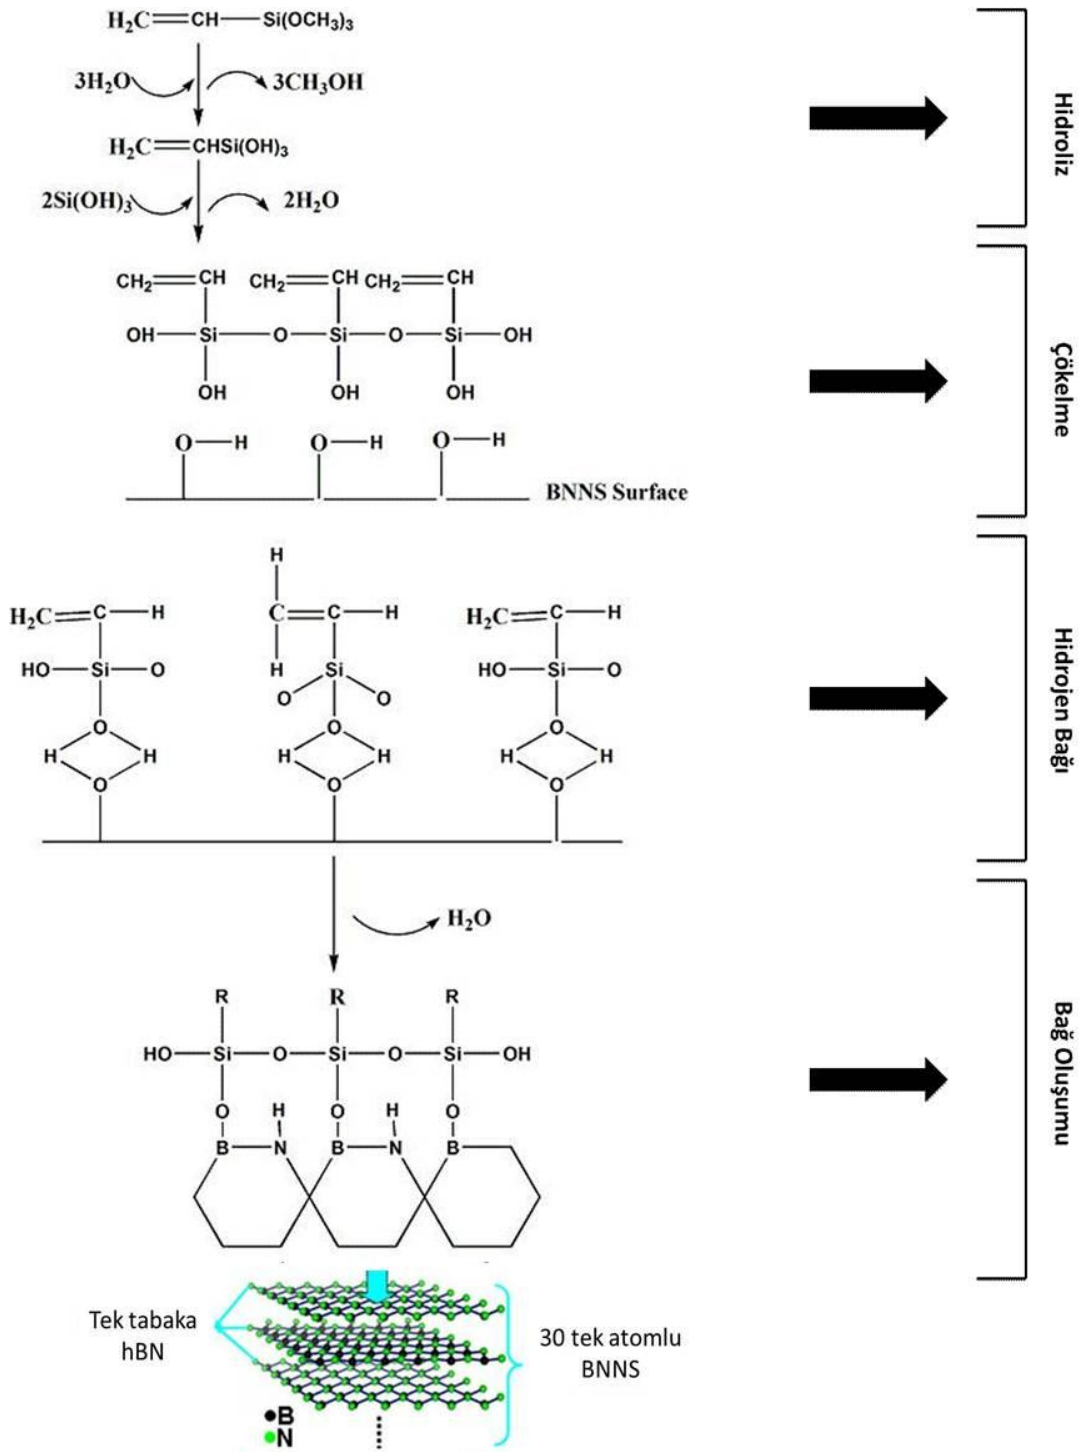 H₂C=CH—Si(OCH₃)₃
3H₂O 3CH₃OH
H₂C=CHSi(OH)₃
2Si(OH)₃ 2H₂O
Hidroliz
CH₂=CH CH₂=CH CH₂=CH
OH—Si—O—Si—O—Si—OH
OH OH OH
O—H O—H O—H
BNNS Surface
Çökelme
H
H₂C=C—H C=C—H H₂C=C—H
HO—Si—O H Si HO—Si—O
O O
O O O
H H H H H H
O O O
Hidrojen Bağı
H₂O
R R R
HO—Si—O—Si—O—Si—OH
O H O H O
B—N B—N B
Bağ Oluşumu
Tek tabaka
hBN
30 tek atomlu
BNNS
B
N